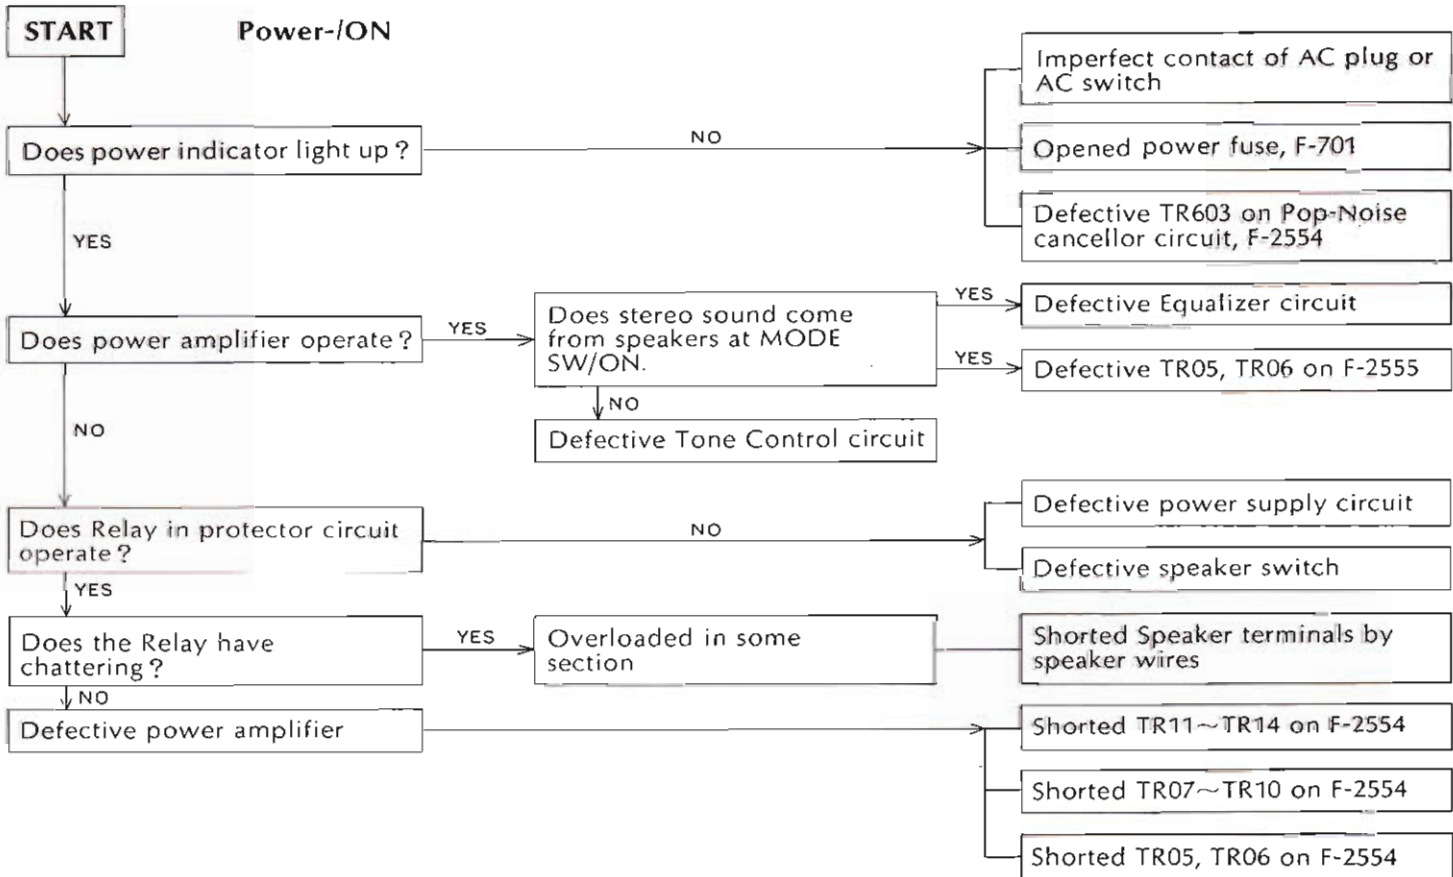 START
Power-/ON
Imperfect contact of AC plug or
AC switch
Does power indicator light up?
NO
Opened power fuse, F-701
Defective TR603 on Pop-Noise
cancellor circuit, F-2554
YES
Does power amplifier operate?
YES
Does stereo sound come
from speakers at MODE
SW/ON.
YES
Defective Equalizer circuit
YES
Defective TR05, TR06 on F-2555
NO
Defective Tone Control circuit
NO
Does Relay in protector circuit
operate?
NO
Defective power supply circuit
Defective speaker switch
YES
Does the Relay have
chattering?
YES
Overloaded in some
section
Shorted Speaker terminals by
speaker wires
NO
Defective power amplifier
Shorted TR11~TR14 on F-2554
Shorted TR07~TR10 on F-2554
Shorted TR05, TR06 on F-2554